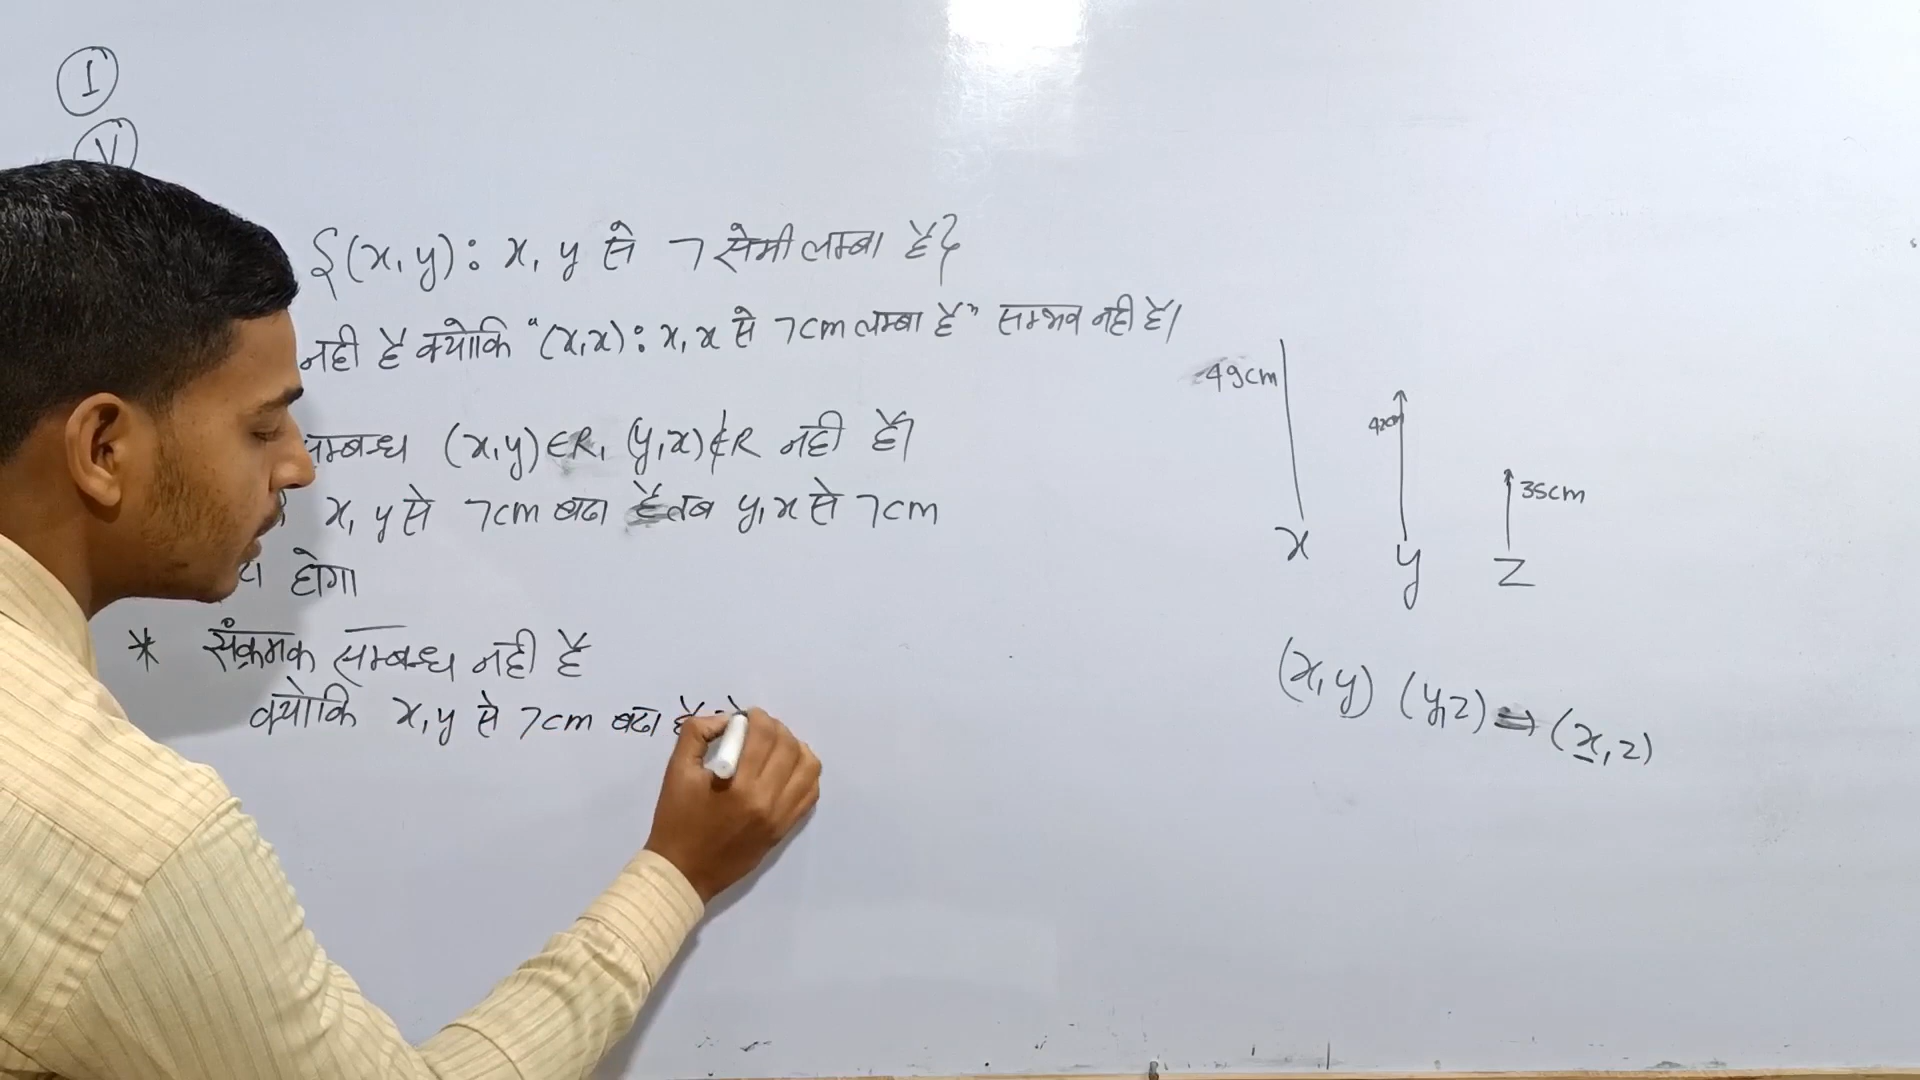 I
V
{(x,y): x, y से 7 सेमी लम्बा है}
नही है क्योकि "(x,x): x, x से 7cm लम्बा है" सम्भव नही है।
सम्बन्ध (x,y)∈R, (y,x)∉R नही है।
x, y से 7cm बढा है तब y, x से 7cm
होगा
* संक्रमक सम्बन्ध नही है
क्योकि x,y से 7cm बढा है
49cm
42cm
35cm
x y z
(x,y) (y,z) ⇒ (x,z)